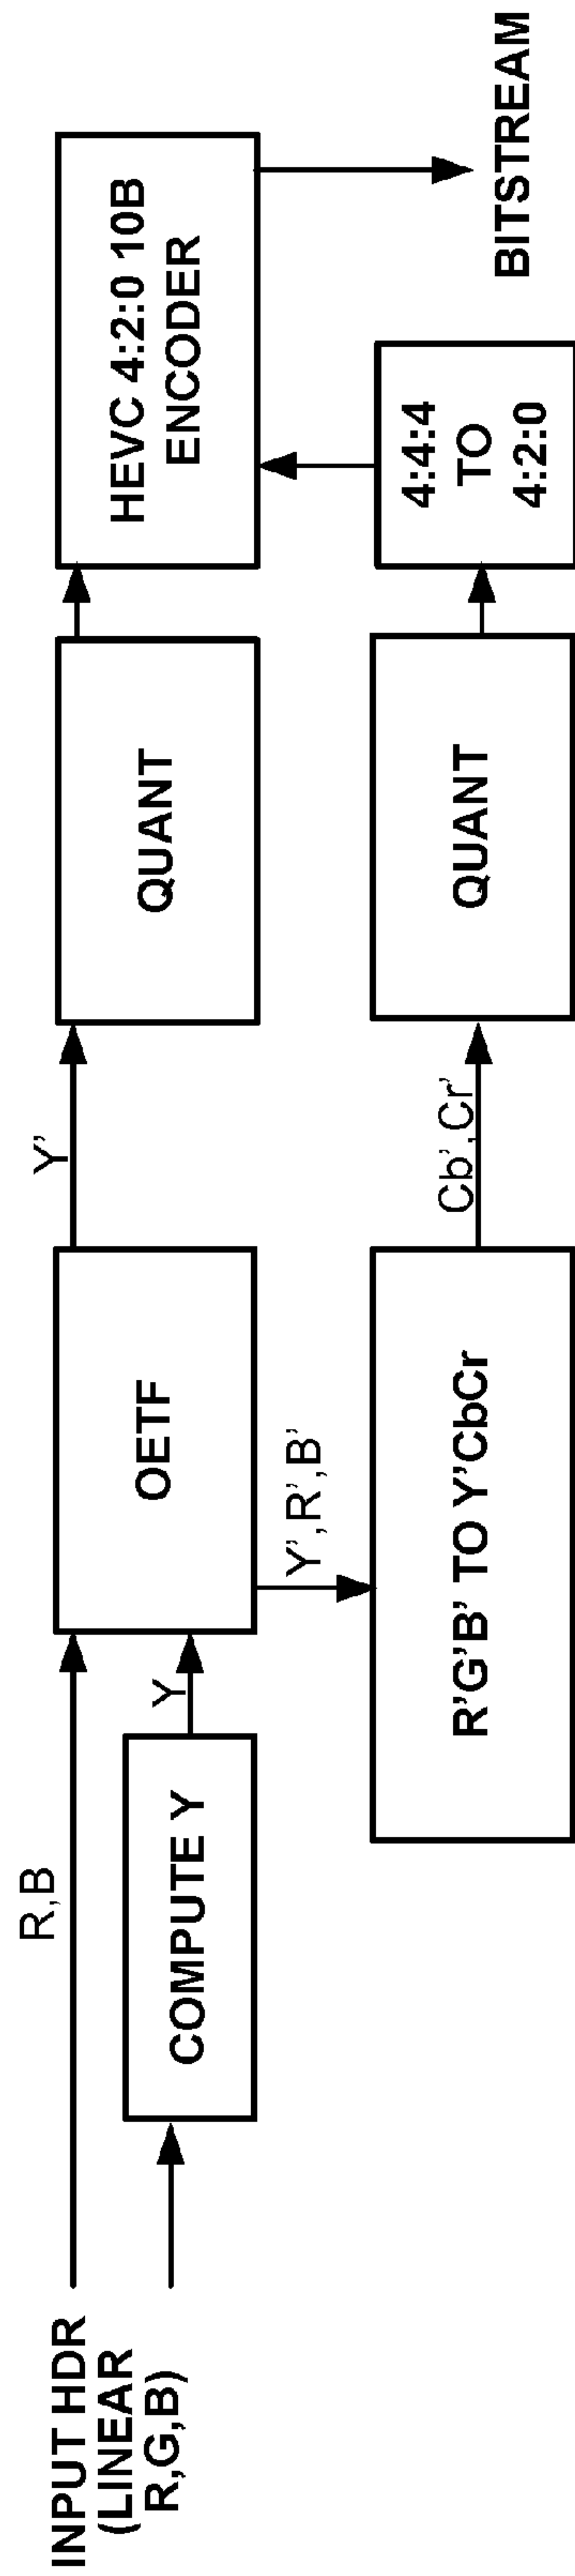 INPUT HDR
(LINEAR
R,G,B)
R,B
COMPUTE Y
Y
OETF
Y',R',B'
R'G'B' TO Y'CbCr
Y'
Cb',Cr'
QUANT
QUANT
4:4:4
TO
4:2:0
HEVC 4:2:0 10B
ENCODER
BITSTREAM